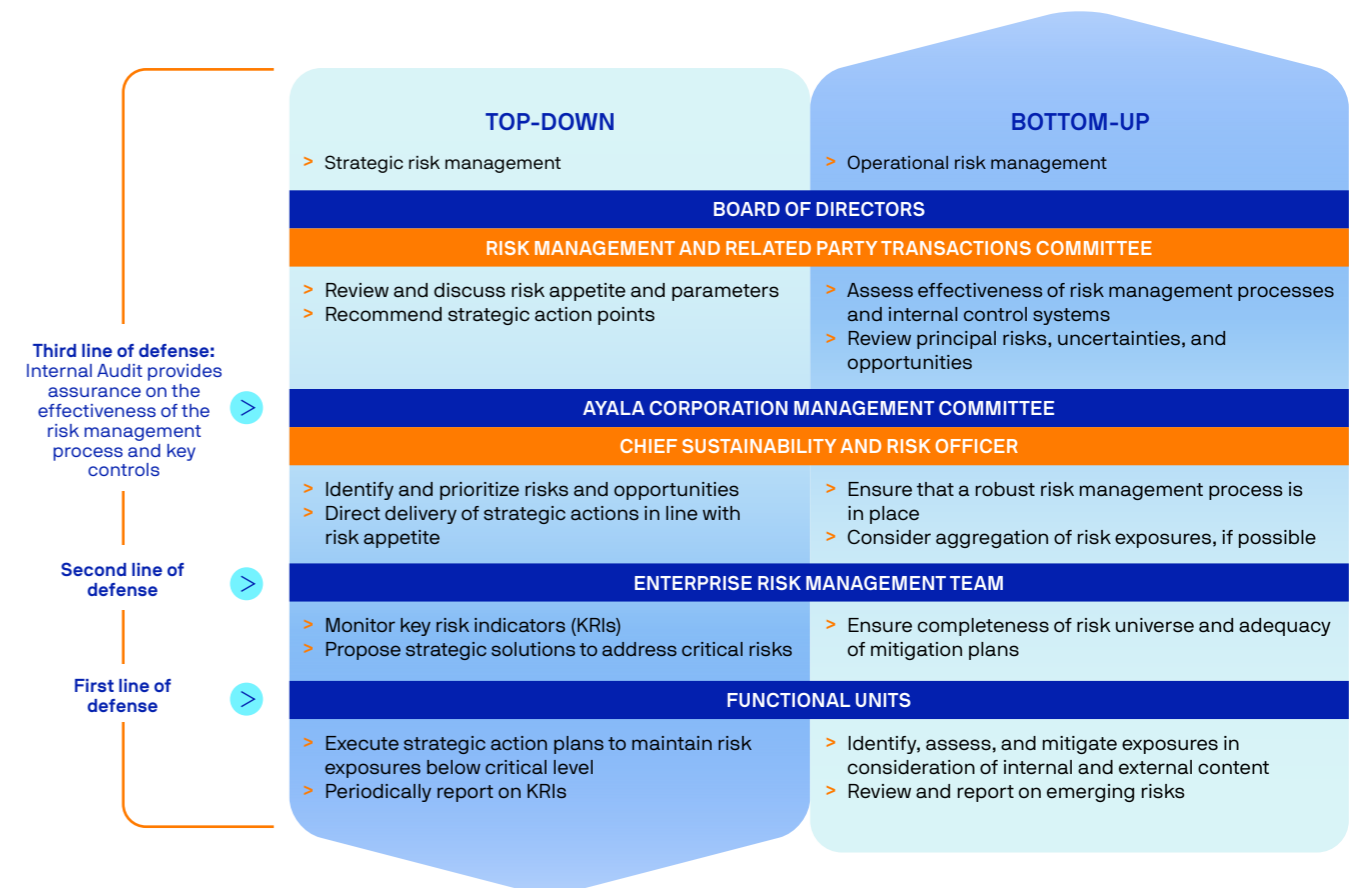 TOP-DOWN
> Strategic risk management
BOTTOM-UP
> Operational risk management
BOARD OF DIRECTORS
RISK MANAGEMENT AND RELATED PARTY TRANSACTIONS COMMITTEE
> Review and discuss risk appetite and parameters
> Recommend strategic action points
> Assess effectiveness of risk management processes
and internal control systems
> Review principal risks, uncertainties, and
opportunities
Third line of defense:
Internal Audit provides
assurance on the
effectiveness of the
risk management
process and key
controls
>
AYALA CORPORATION MANAGEMENT COMMITTEE
CHIEF SUSTAINABILITY AND RISK OFFICER
> Identify and prioritize risks and opportunities
> Direct delivery of strategic actions in line with
risk appetite
> Ensure that a robust risk management process is
in place
> Consider aggregation of risk exposures, if possible
Second line of
defense
>
ENTERPRISE RISK MANAGEMENT TEAM
> Monitor key risk indicators (KRIs)
> Propose strategic solutions to address critical risks
> Ensure completeness of risk universe and adequacy
of mitigation plans
First line of
defense
>
FUNCTIONAL UNITS
> Execute strategic action plans to maintain risk
exposures below critical level
> Periodically report on KRIs
> Identify, assess, and mitigate exposures in
consideration of internal and external content
> Review and report on emerging risks